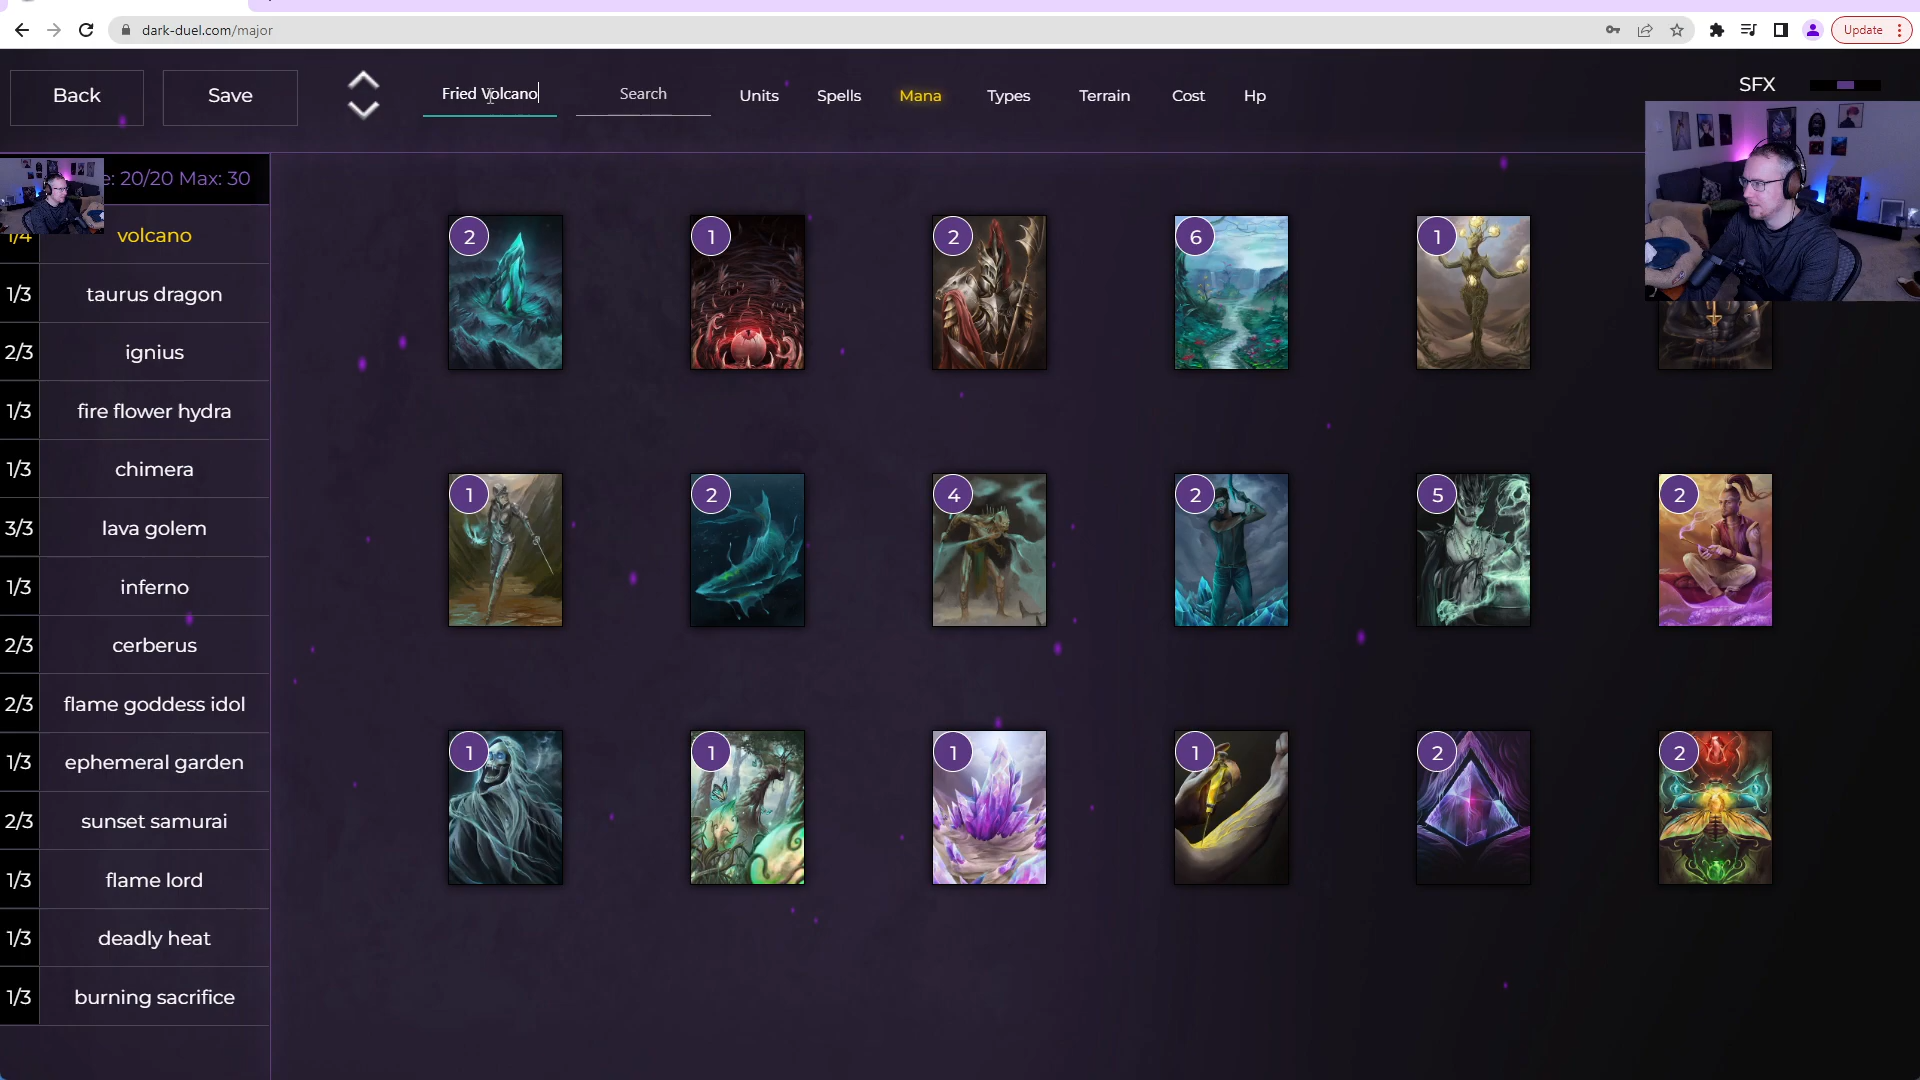 dark-duel.com/major
Update
Back
Save
Fried Volcano
Search
Units
Spells
Mana
Types
Terrain
Cost
Hp
SFX
e: 20/20 Max: 30
1/4 volcano
1/3 taurus dragon
2/3 ignius
1/3 fire flower hydra
1/3 chimera
3/3 lava golem
1/3 inferno
2/3 cerberus
2/3 flame goddess idol
1/3 ephemeral garden
2/3 sunset samurai
1/3 flame lord
1/3 deadly heat
1/3 burning sacrifice
2 1 2 6 1
1 2 4 2 5 2
1 1 1 1 2 2